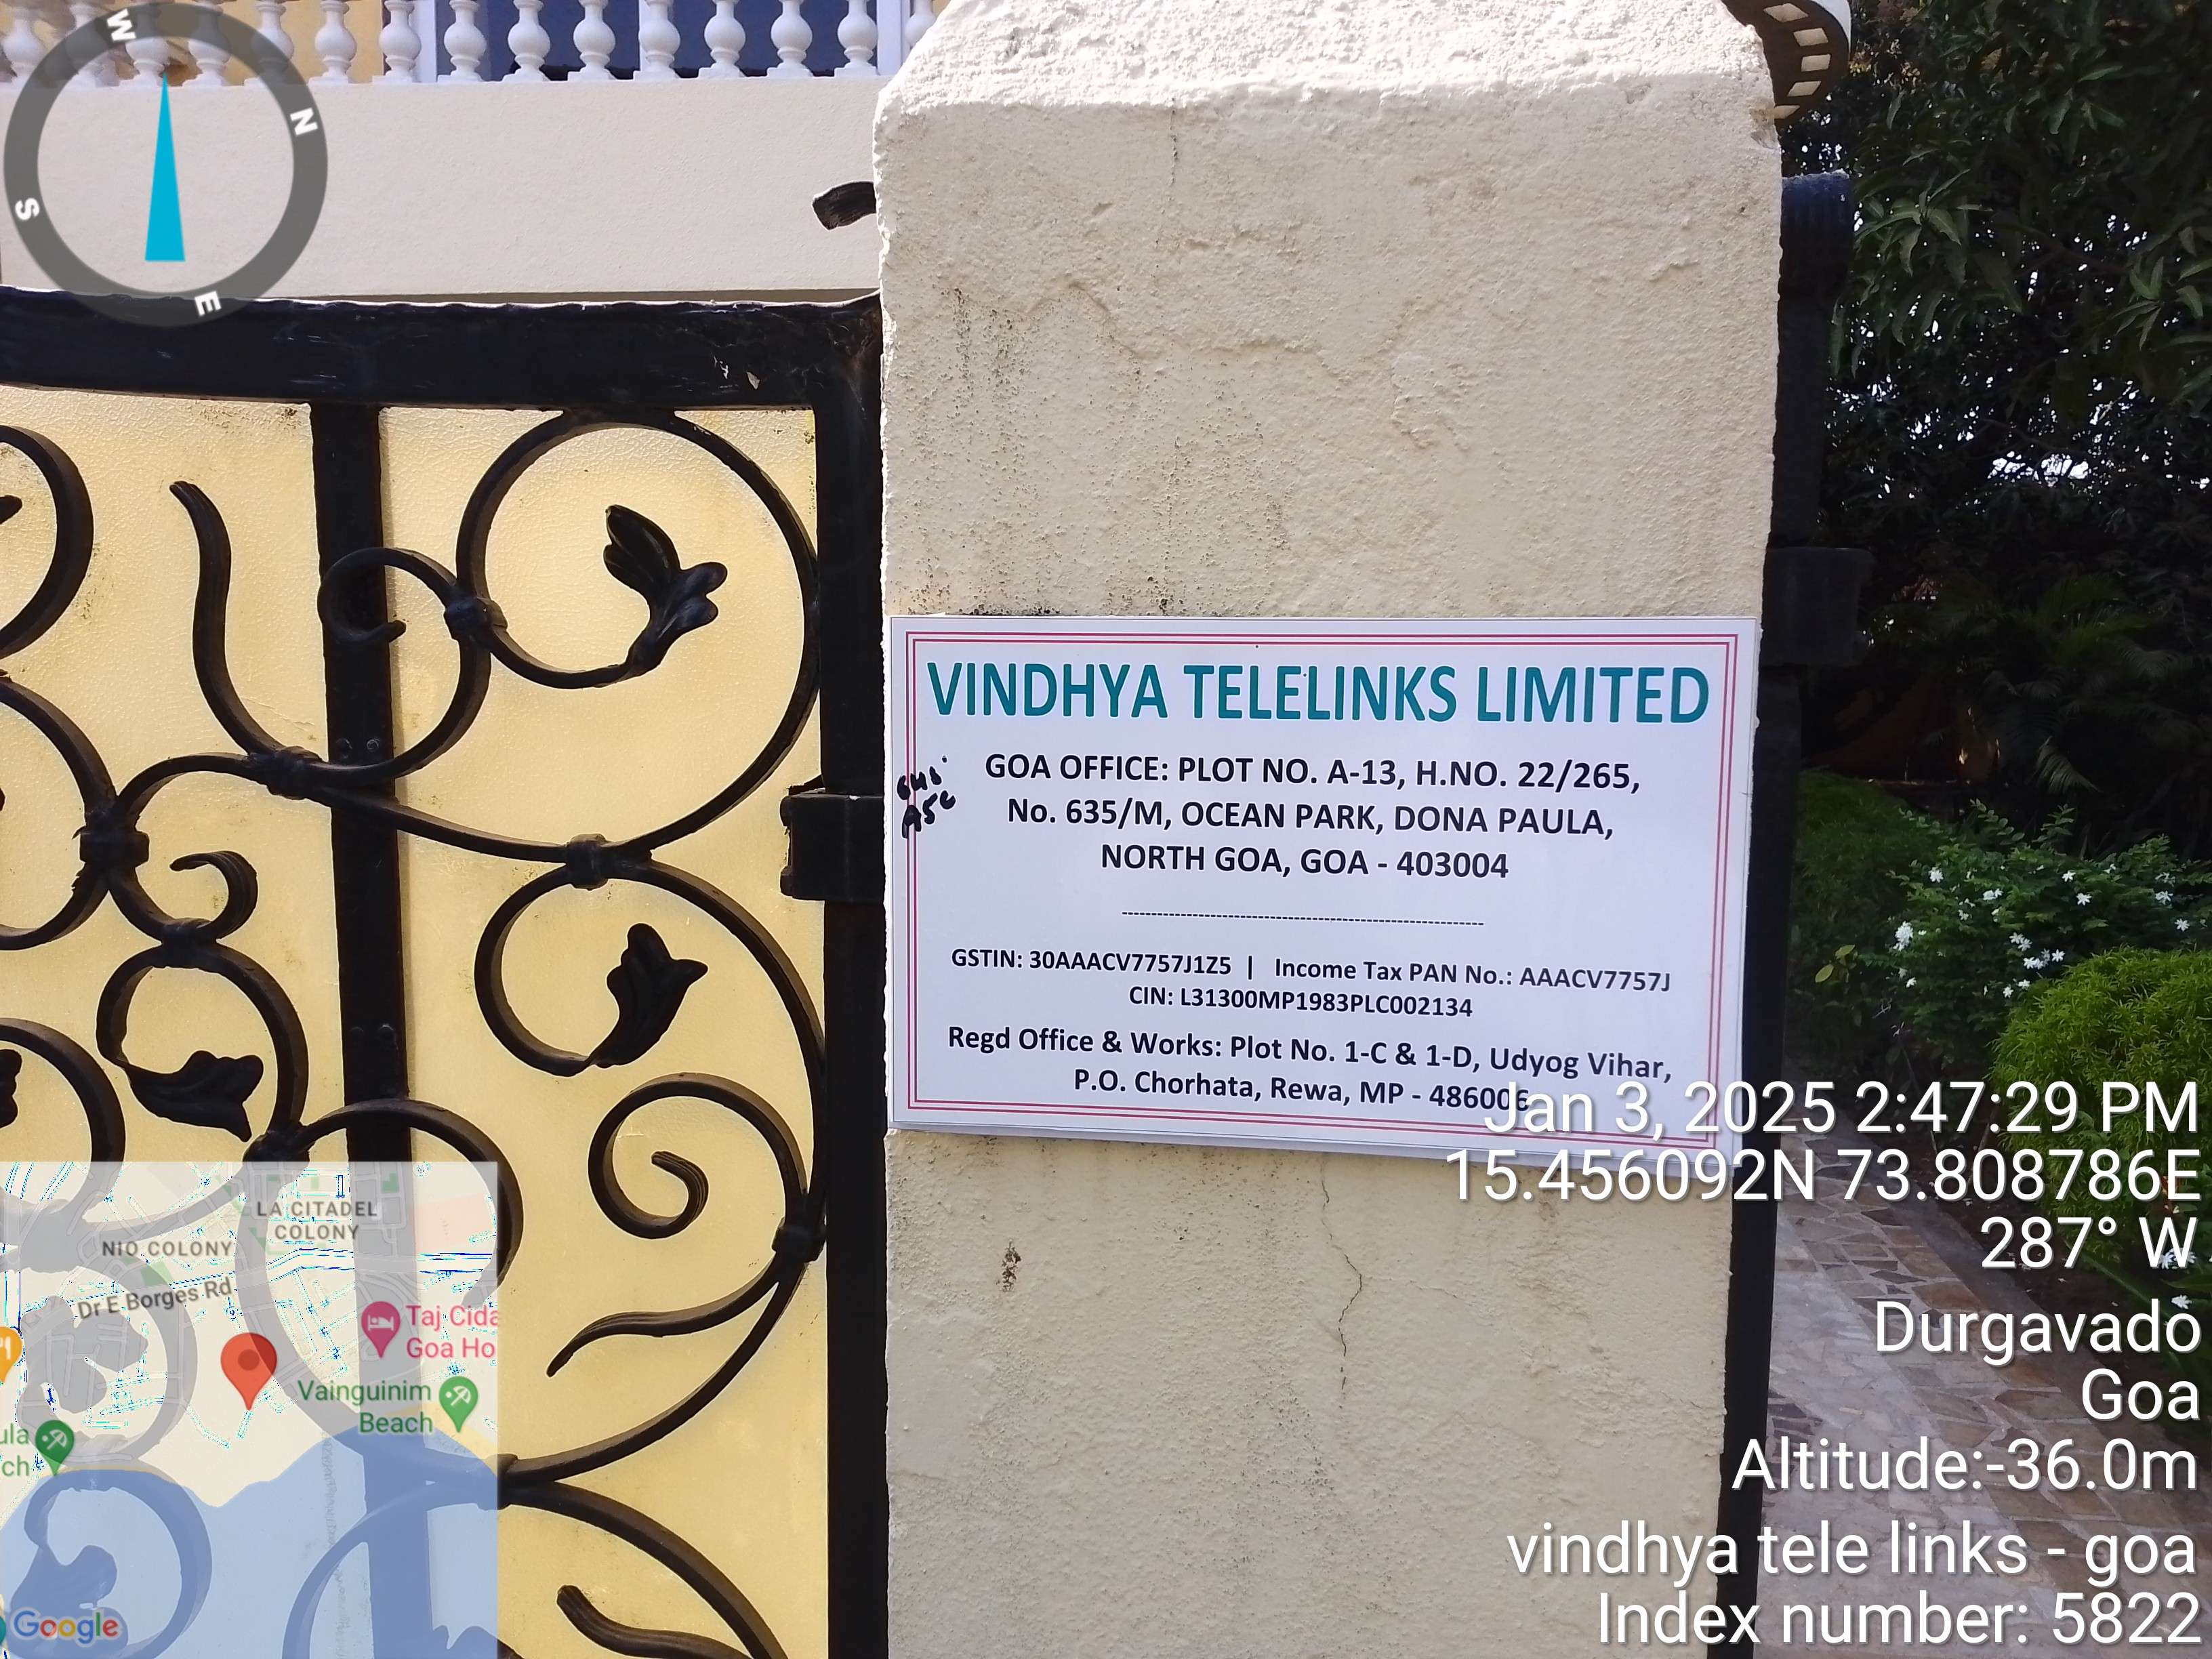 W
N
S
E
VINDHYA TELELINKS LIMITED
GOA OFFICE: PLOT NO. A-13, H.NO. 22/265,
No. 635/M, OCEAN PARK, DONA PAULA,
NORTH GOA, GOA - 403004
GSTIN: 30AAACV7757J1Z5 | Income Tax PAN No.: AAACV7757J
CIN: L31300MP1983PLC002134
Regd Office & Works: Plot No. 1-C & 1-D, Udyog Vihar,
P.O. Chorhata, Rewa, MP - 486006
Jan 3, 2025 2:47:29 PM
15.456092N 73.808786E
287° W
Durgavado
Goa
Altitude:-36.0m
vindhya tele links - goa
Index number: 5822
LA CITADEL
COLONY
NIO COLONY
Dr E Borges Rd
Taj Cida
Goa Ho
Vainguinim
Beach
ula
ch
Google